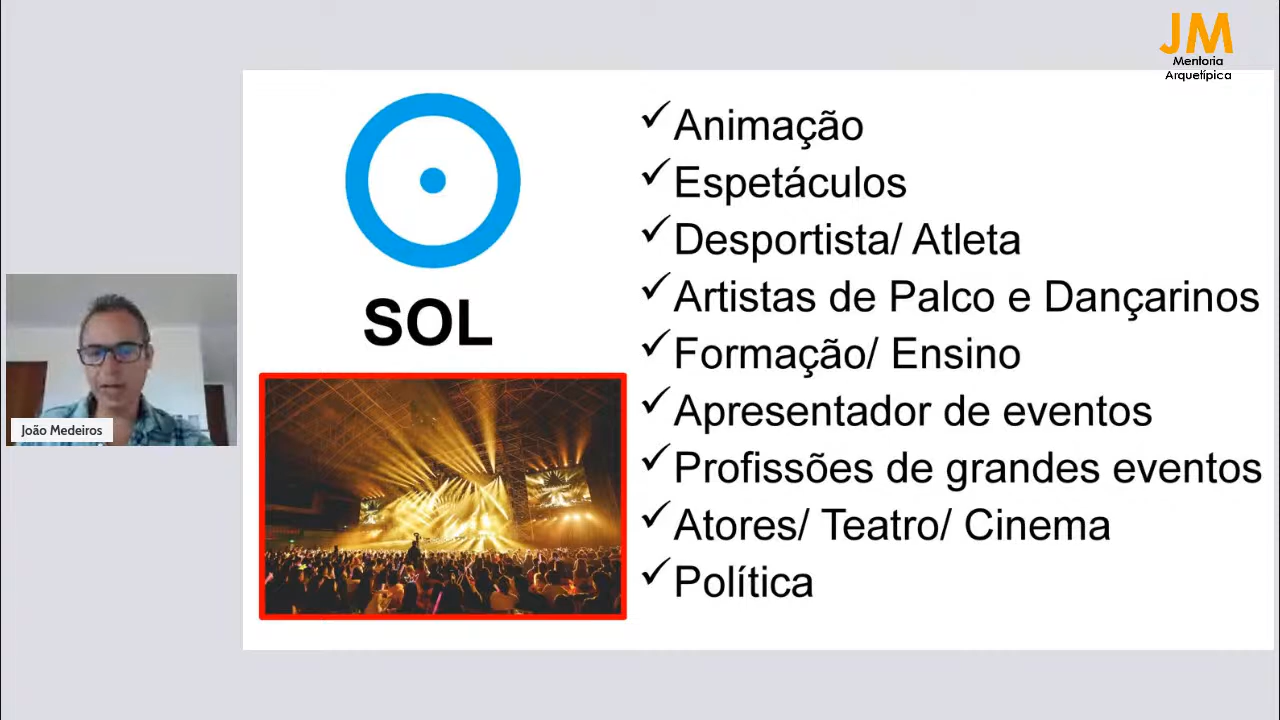 JM
Mentoria
Arquetípica
SOL
Animação
Espetáculos
Desportista/ Atleta
Artistas de Palco e Dançarinos
Formação/ Ensino
Apresentador de eventos
Profissões de grandes eventos
Atores/ Teatro/ Cinema
Política
João Medeiros